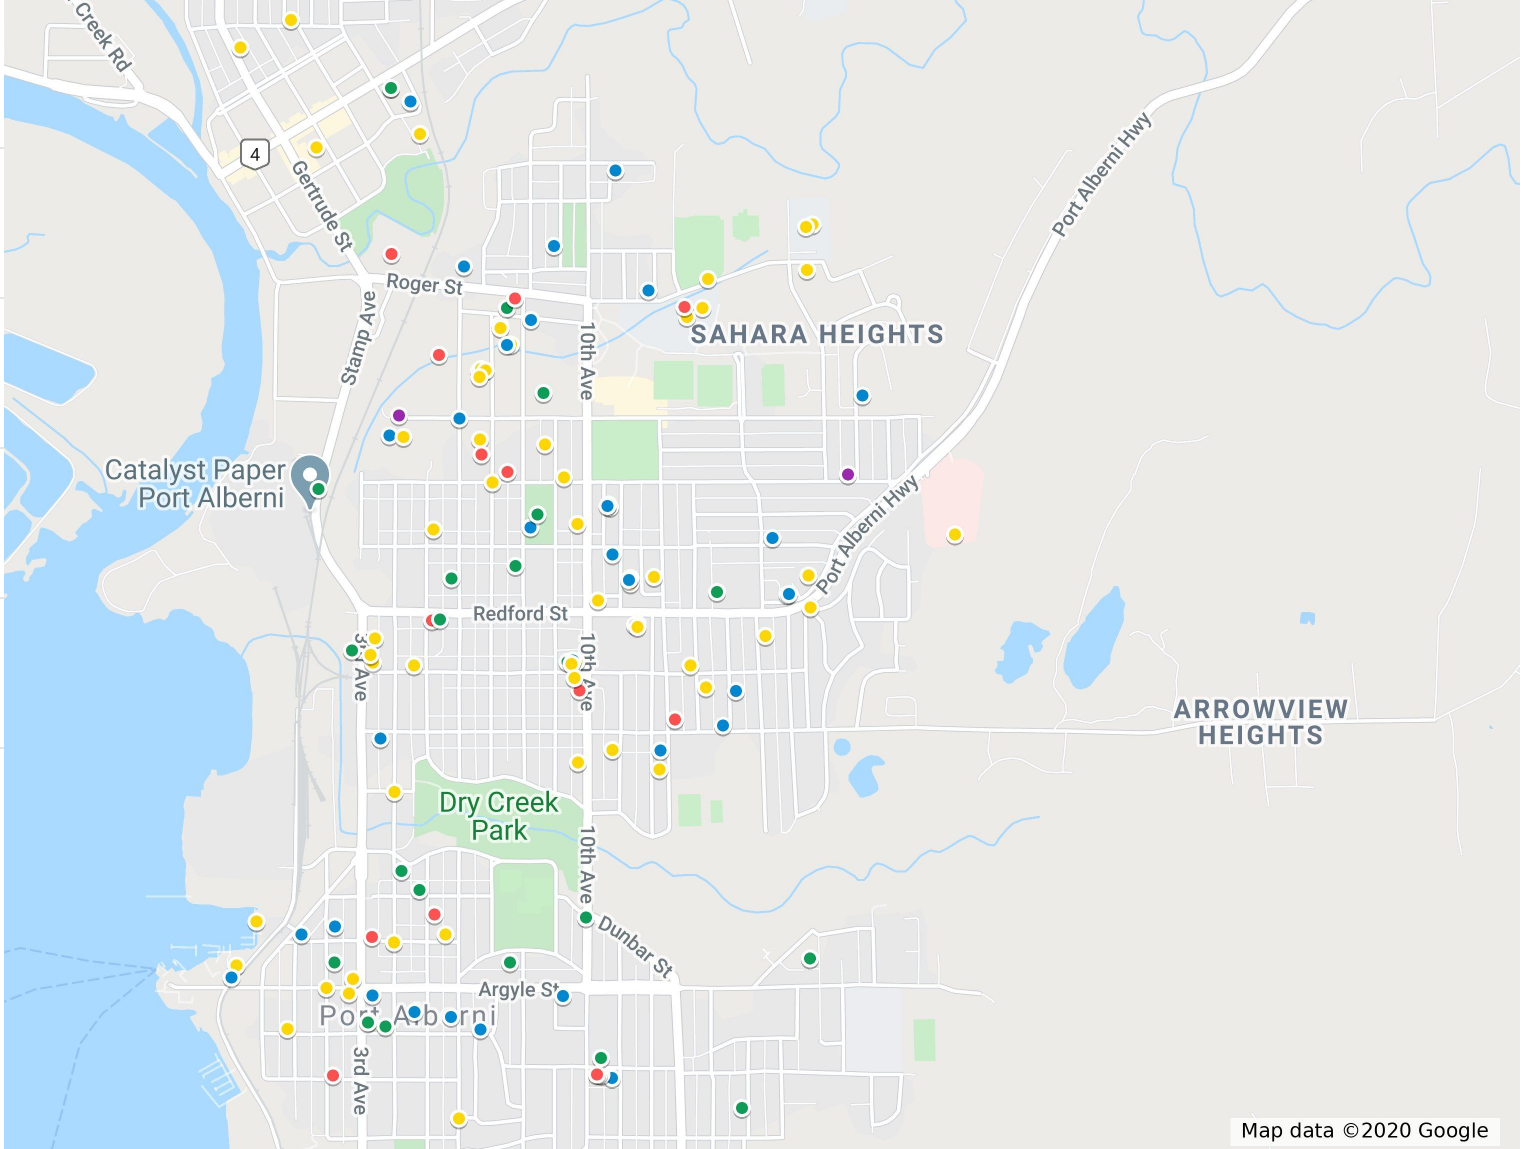 Creek Rd
4
Gertrude St
Port Alberni Hwy
Roger St
Stamp Ave
10th Ave
SAHARA HEIGHTS
Catalyst Paper
Port Alberni
Port Alberni Hwy
Redford St
3rd Ave
10th Ave
ARROWVIEW
HEIGHTS
Dry Creek
Park
10th Ave
Dunbar St
Argyle St
Port Alberni
3rd Ave
Map data ©2020 Google